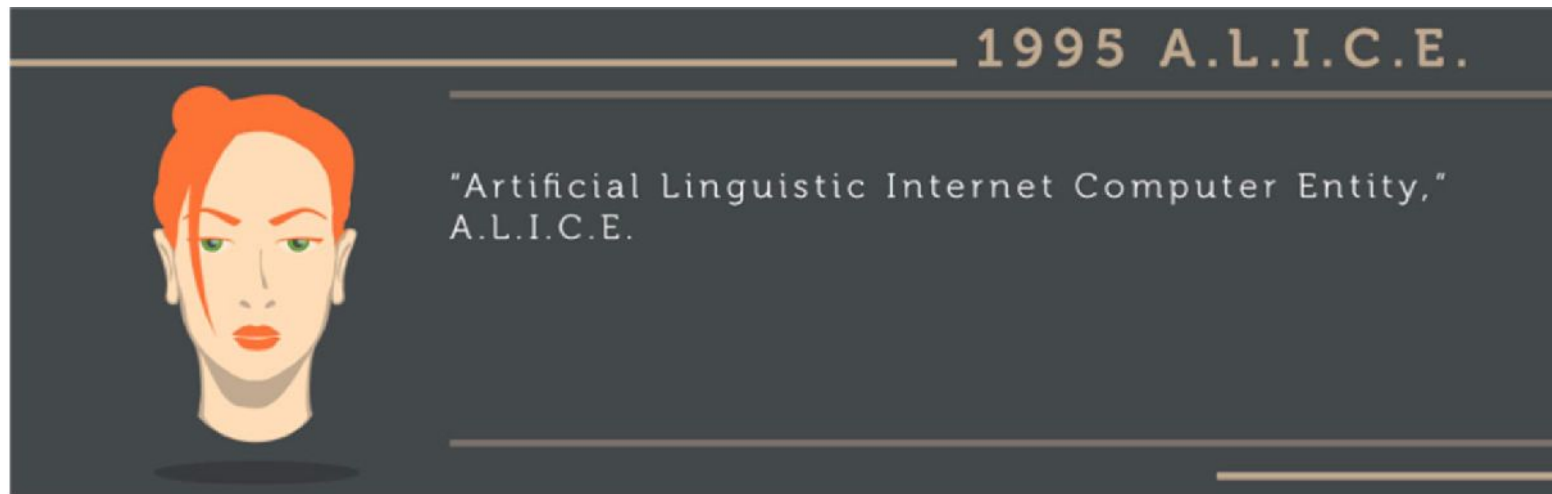 1995 A.L.I.C.E.
"Artificial Linguistic Internet Computer Entity,"
A.L.I.C.E.